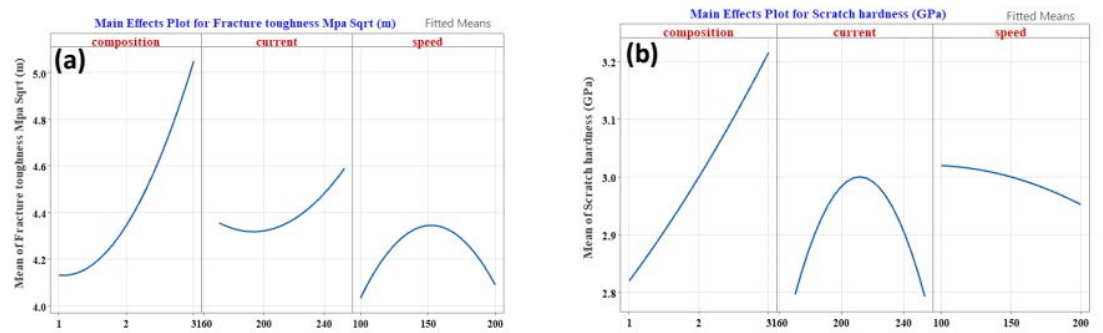 Main Effects Plot for Fracture toughness Mpa Sqrt (m)
Fitted Means
composition
current
speed
(a)
Mean of Fracture toughness Mpa Sqrt (m)
5.0
4.8
4.6
4.4
4.2
4.0
1 2 3160 200 240 100 150 200
Main Effects Plot for Scratch hardness (GPa)
Fitted Means
composition
current
speed
(b)
Mean of Scratch hardness (GPa)
3.2
3.1
3.0
2.9
2.8
1 2 3160 200 240 100 150 200